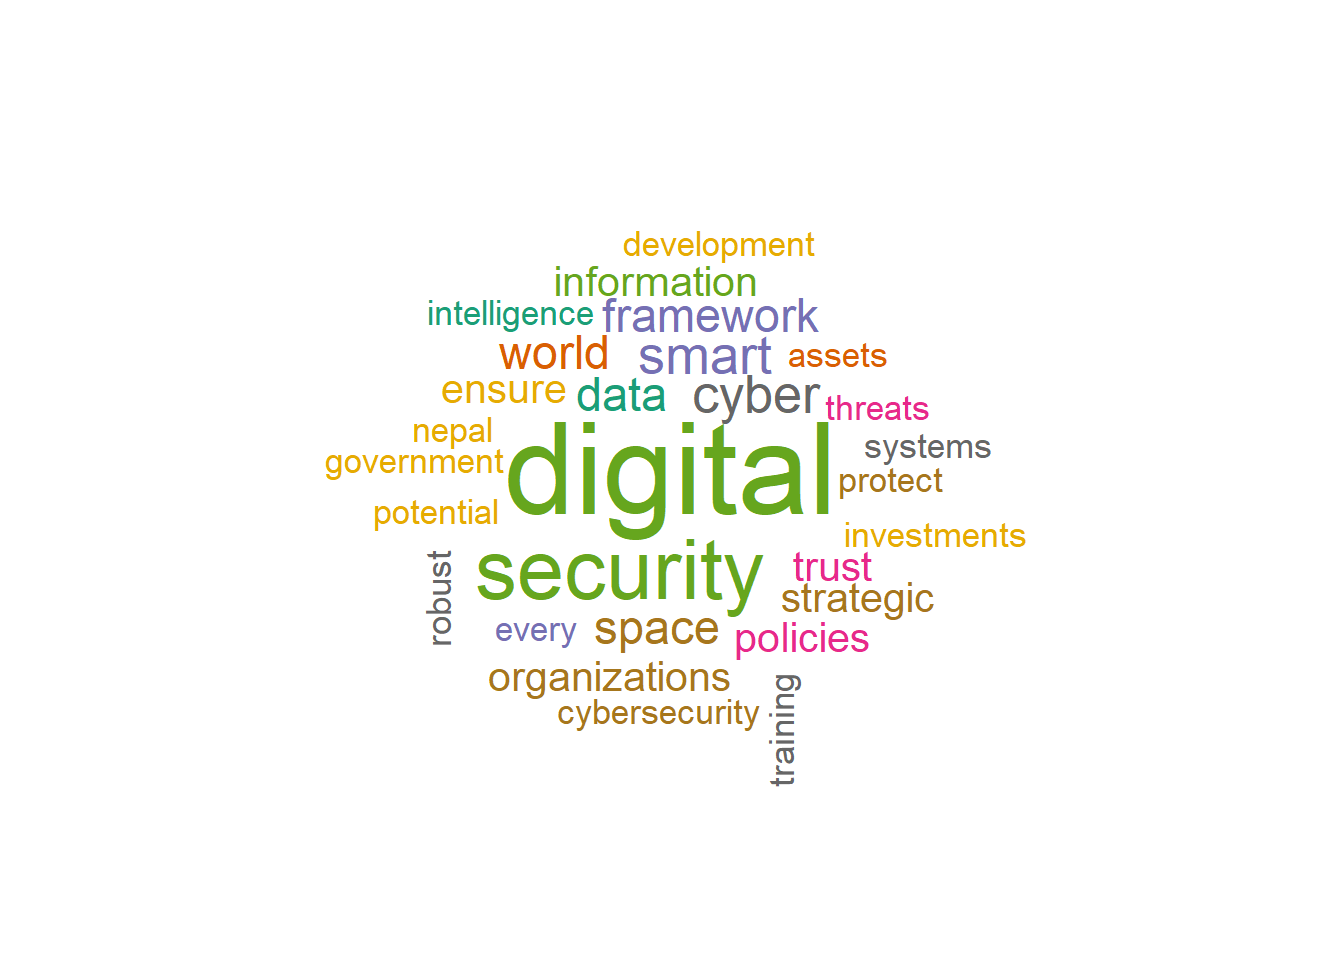 development
information
intelligence framework
world smart assets
ensure data cyber threats
nepal
digital systems
government protect
potential
investments
security trust
robust strategic
every space policies
organizations
cybersecurity
training